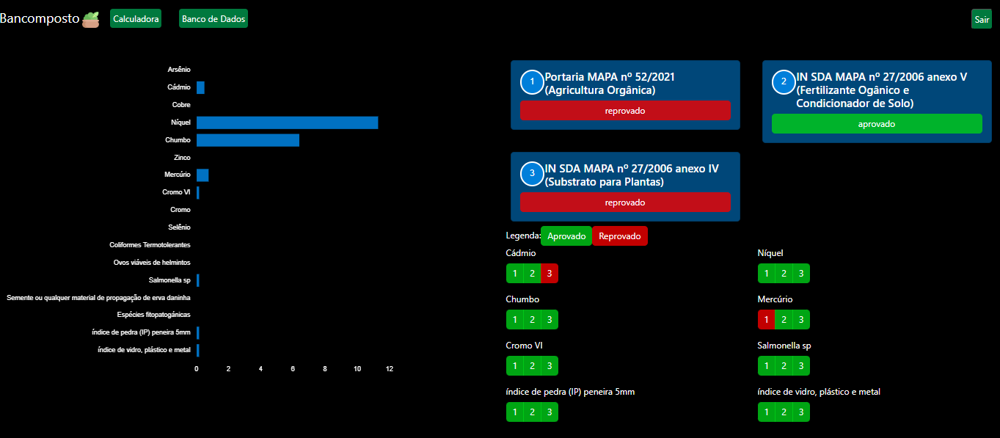 Bancomposto
Calculadora
Banco de Dados
Sair
Arsênio
Cádmio
Cobre
Níquel
Chumbo
Zinco
Mercúrio
Cromo VI
Cromo
Selênio
Coliformes Termotolerantes
Ovos viáveis de helmintos
Salmonella sp
Semente ou qualquer material de propagação de erva daninha
Espécies fitopatogánicas
índice de pedra (IP) peneira 5mm
índice de vidro, plástico e metal
0 2 4 6 8 10 12
1
Portaria MAPA nº 52/2021
(Agricultura Orgânica)
reprovado
2
IN SDA MAPA nº 27/2006 anexo V
(Fertilizante Ogânico e
Condicionador de Solo)
aprovado
3
IN SDA MAPA nº 27/2006 anexo IV
(Substrato para Plantas)
reprovado
Legenda: Aprovado Reprovado
Cádmio
1 2 3
Níquel
1 2 3
Chumbo
1 2 3
Mercúrio
1 2 3
Cromo VI
1 2 3
Salmonella sp
1 2 3
índice de pedra (IP) peneira 5mm
1 2 3
índice de vidro, plástico e metal
1 2 3